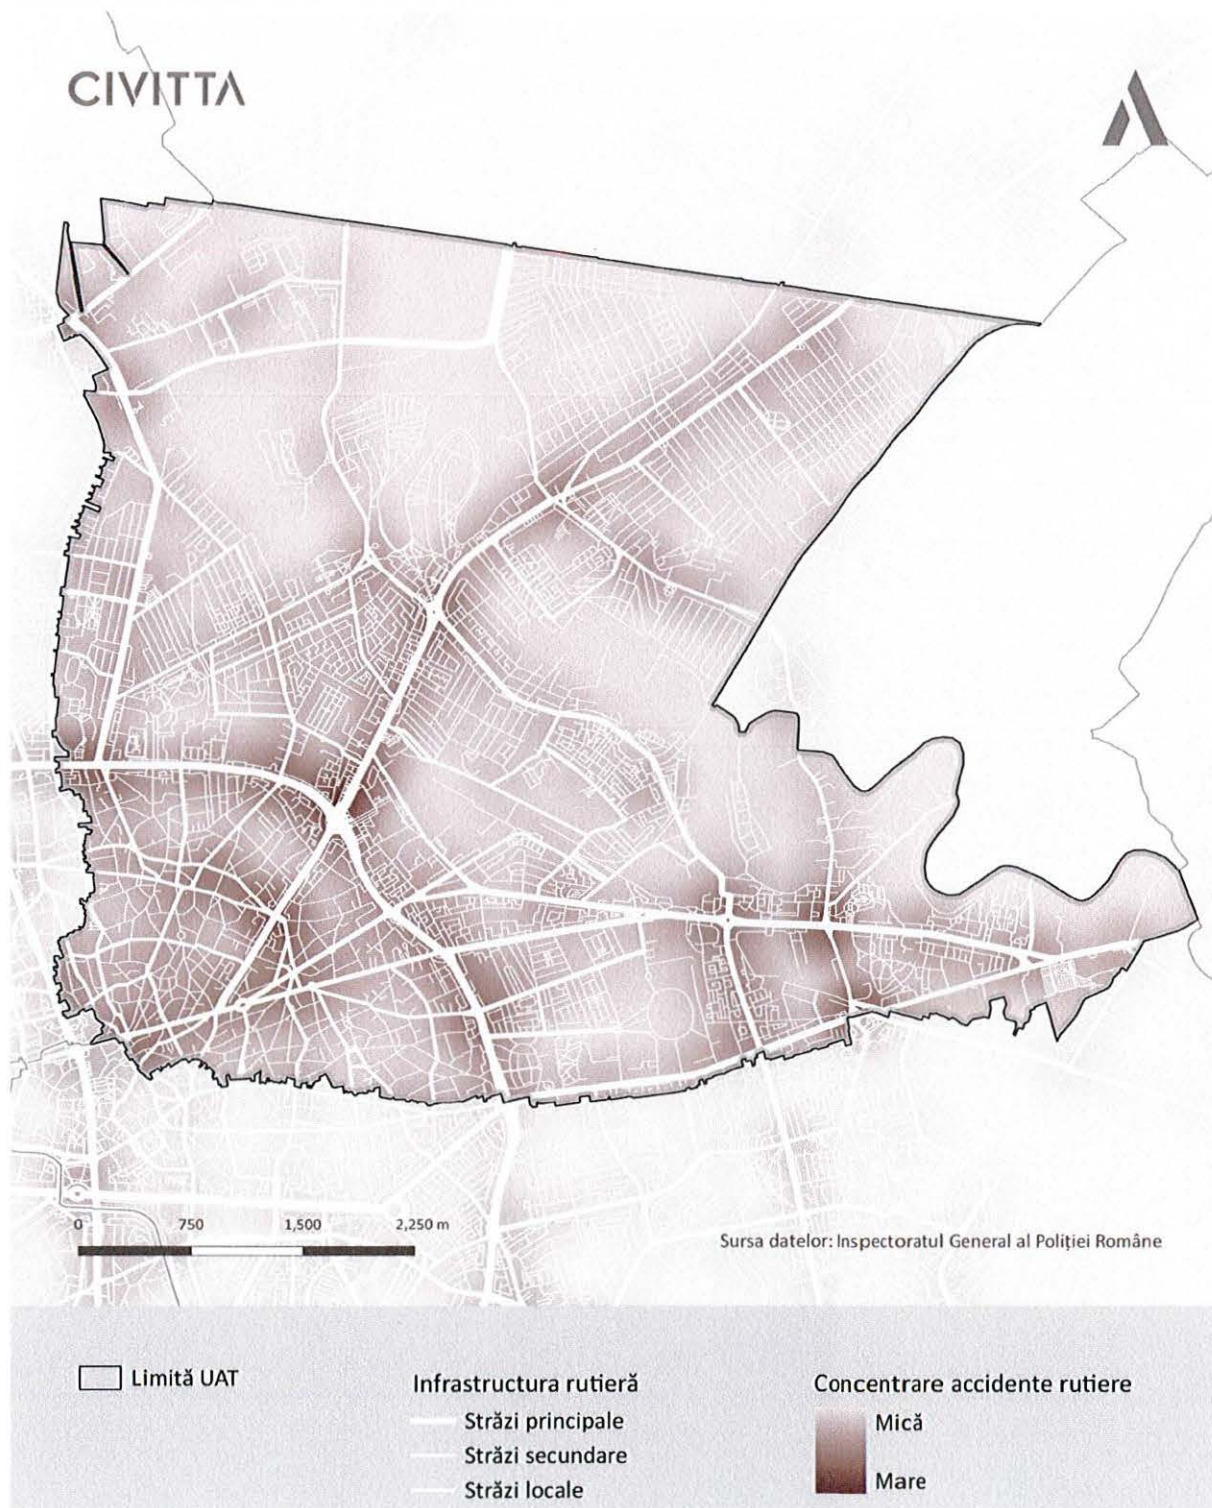 CIVITTA
0 750 1,500 2,250 m
Sursa datelor: Inspectoratul General al Poliției Române
Limită UAT
Infrastructura rutieră
Străzi principale
Străzi secundare
Străzi locale
Concentrare accidente rutiere
Mică
Mare